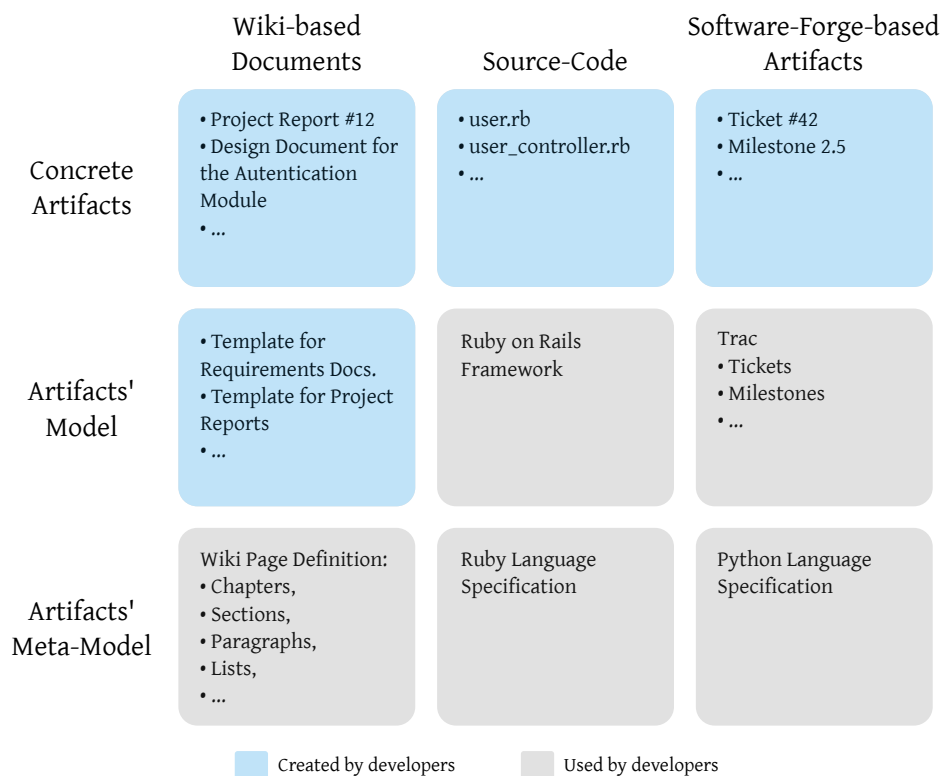 Wiki-based
Documents
Source-Code
Software-Forge-based
Artifacts
Concrete
Artifacts
• Project Report #12
• Design Document for
the Autentication
Module
• ...
• user.rb
• user_controller.rb
• ...
• Ticket #42
• Milestone 2.5
• ...
Artifacts'
Model
• Template for
Requirements Docs.
• Template for Project
Reports
• ...
Ruby on Rails
Framework
Trac
• Tickets
• Milestones
• ...
Artifacts'
Meta-Model
Wiki Page Definition:
• Chapters,
• Sections,
• Paragraphs,
• Lists,
• ...
Ruby Language
Specification
Python Language
Specification
Created by developers
Used by developers